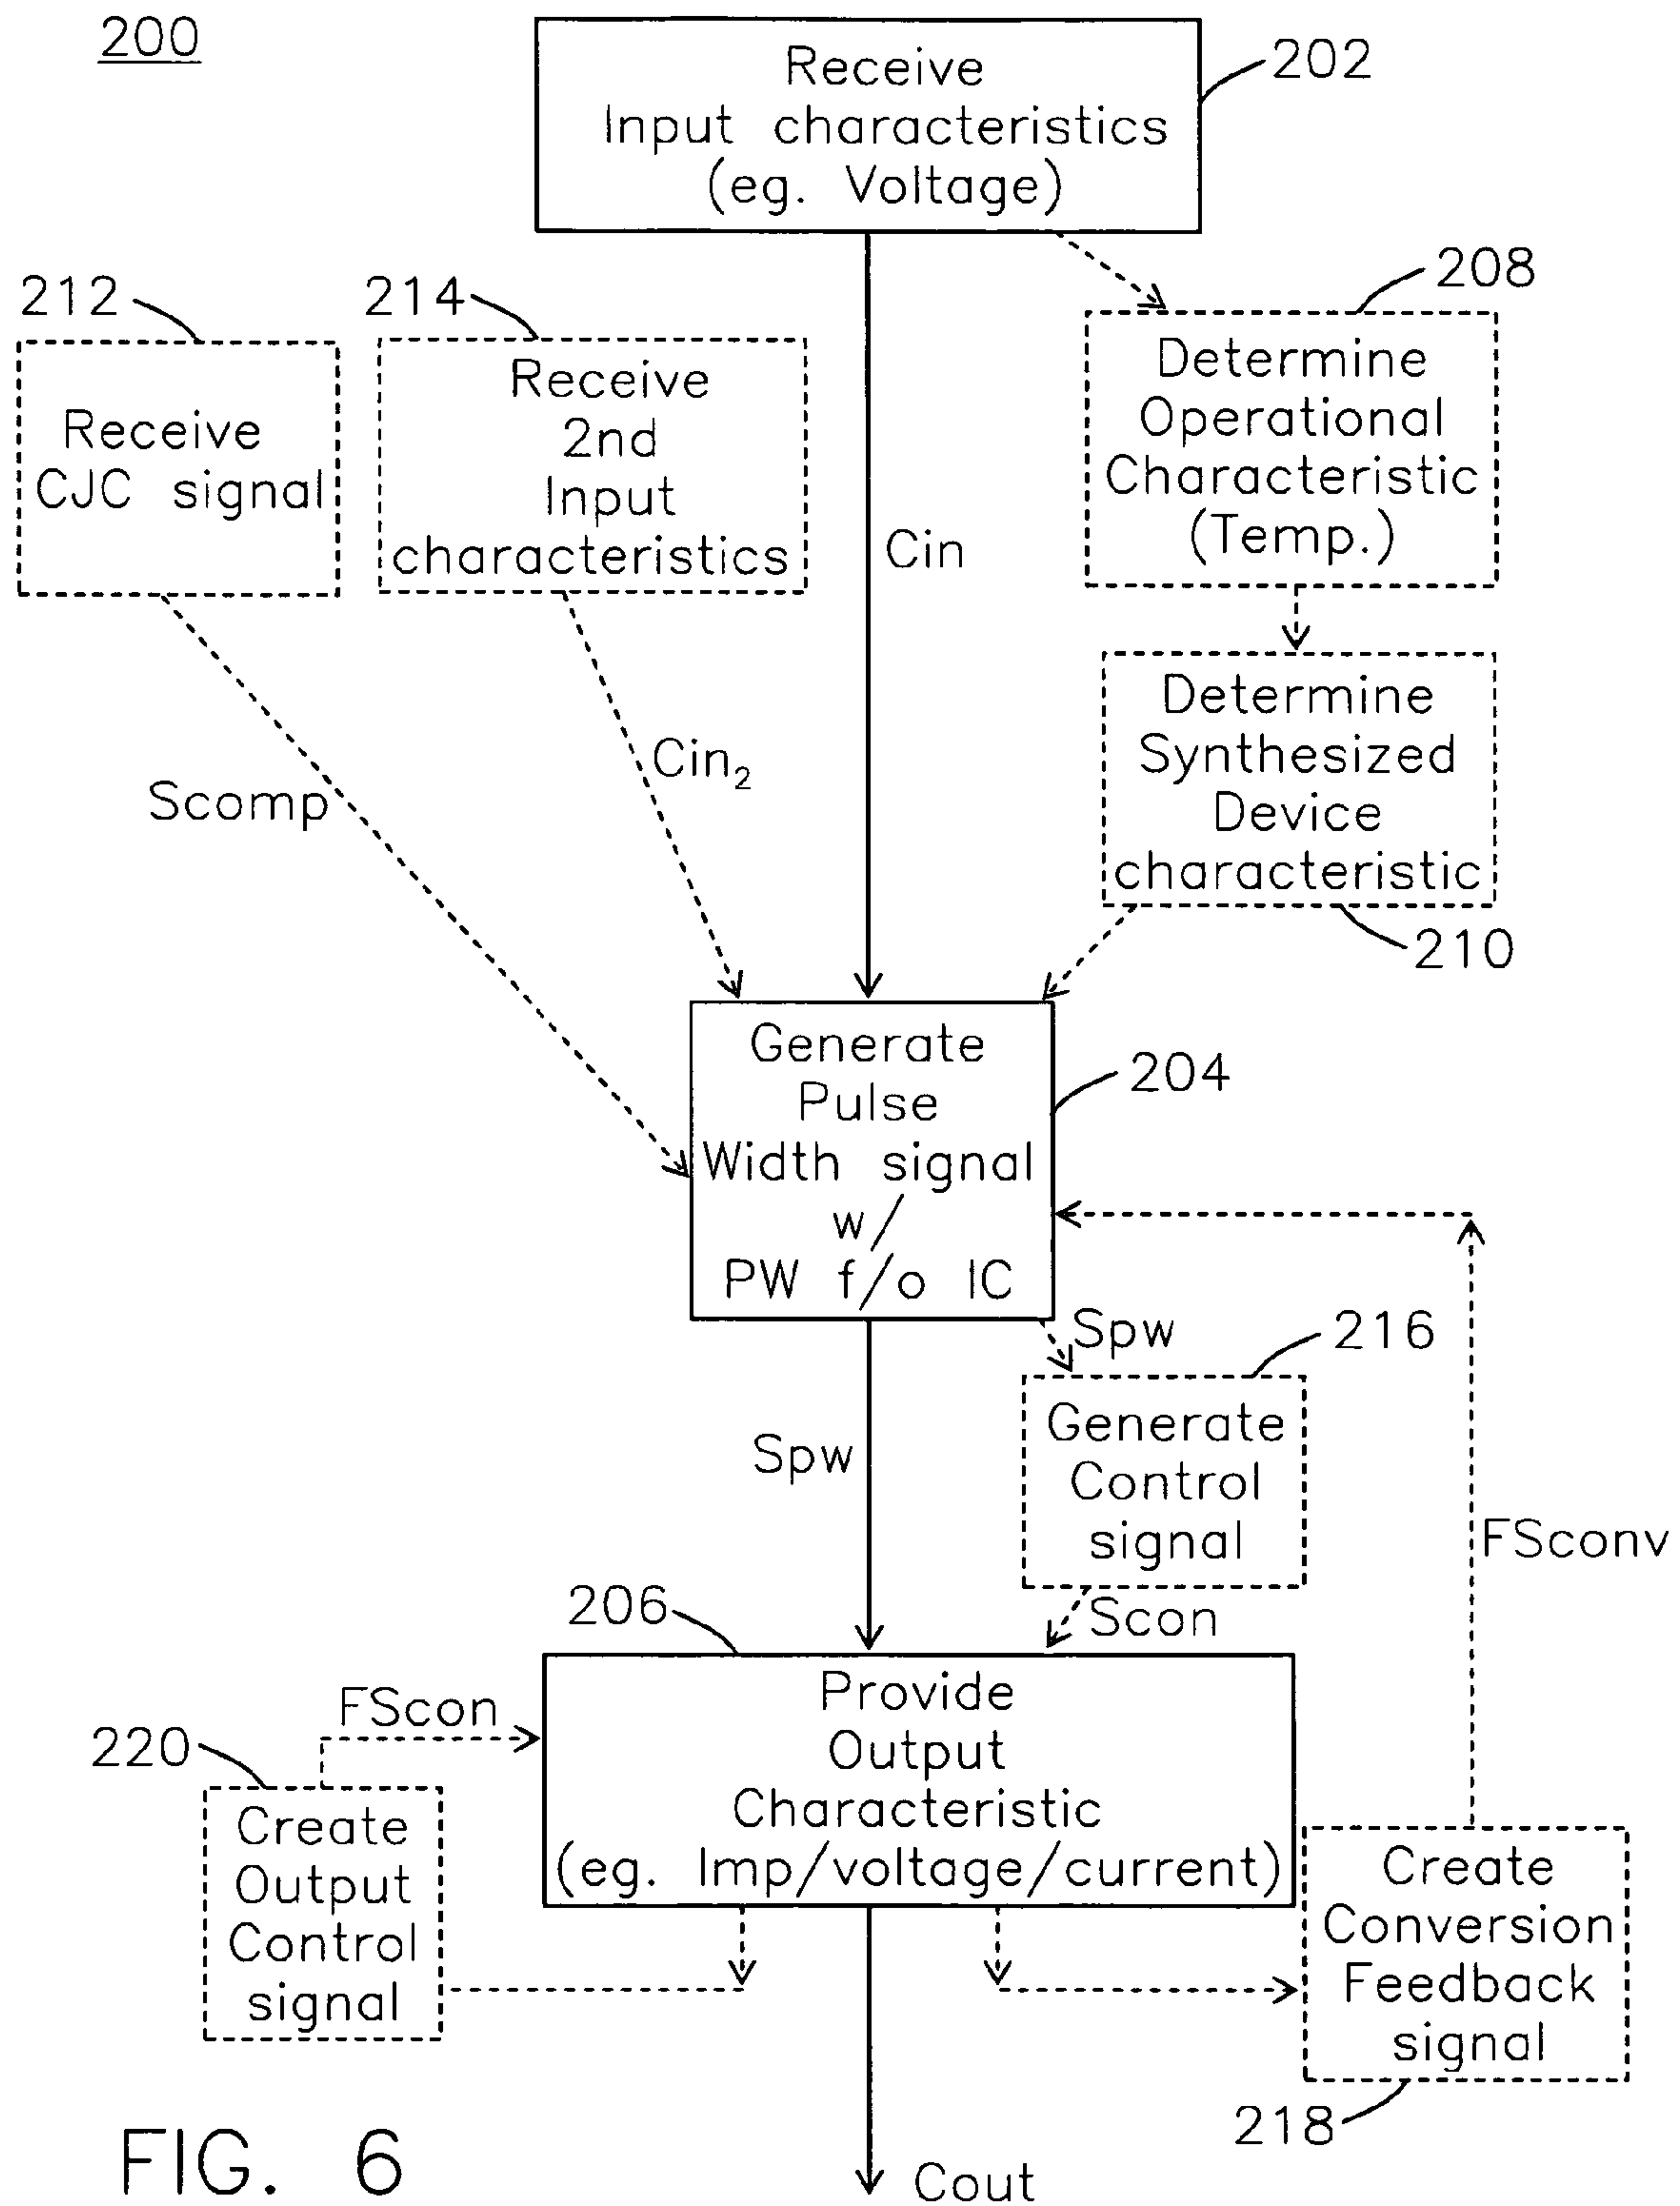 200
Receive
Input characteristics
(eg. Voltage)
202
212
214
208
Receive
CJC signal
Receive
2nd
Input
characteristics
Cin
Determine
Operational
Characteristic
(Temp.)
Scomp
Cin2
Determine
Synthesized
Device
characteristic
210
Generate
Pulse
Width signal
w/
PW f/o IC
204
Spw
216
Spw
Generate
Control
signal
FSconv
Scon
206
Provide
Output
Characteristic
(eg. Imp/voltage/current)
FScon
220
Create
Output
Control
signal
Create
Conversion
Feedback
signal
218
Cout
FIG. 6